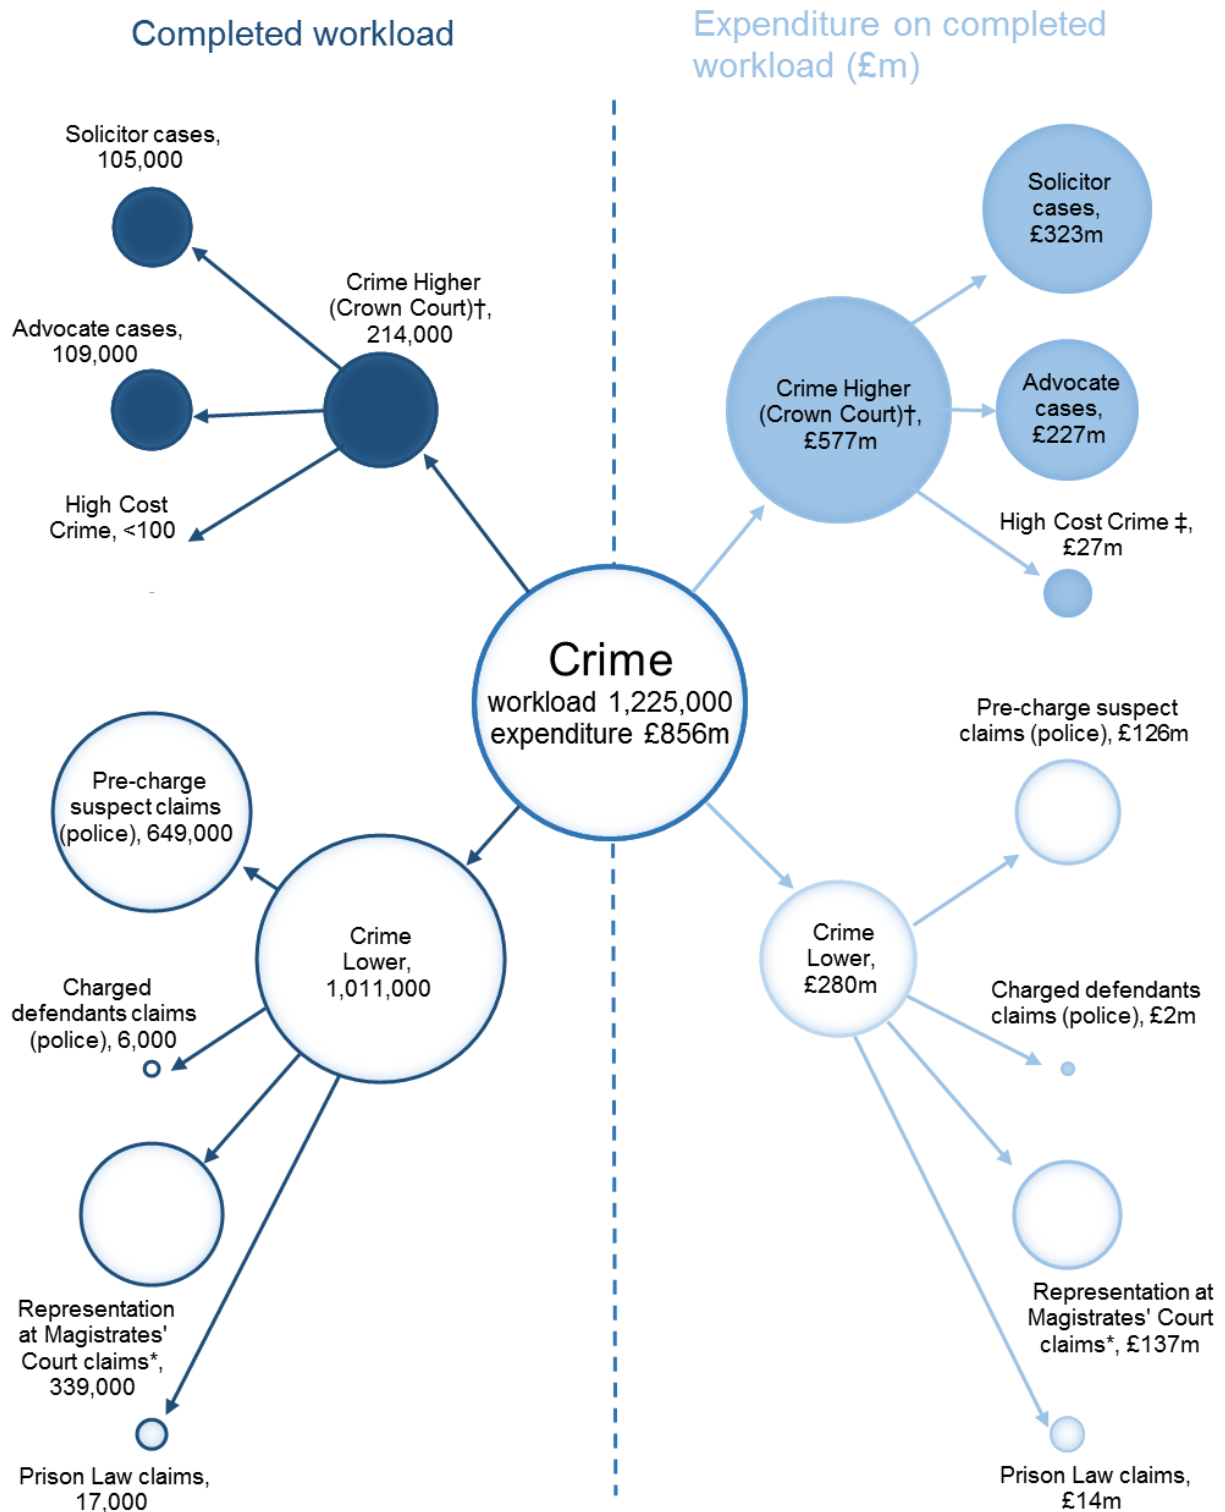 Completed workload
Expenditure on completed
workload (£m)
Solicitor cases,
105,000
Advocate cases,
109,000
High Cost
Crime, <100
Crime Higher
(Crown Court)†,
214,000
Solicitor
cases,
£323m
Crime Higher
(Crown Court)†,
£577m
Advocate
cases,
£227m
High Cost Crime ‡,
£27m
Crime
workload 1,225,000
expenditure £856m
Pre-charge
suspect claims
(police), 649,000
Crime
Lower,
1,011,000
Charged
defendants claims
(police), 6,000
Representation
at Magistrates'
Court claims*,
339,000
Prison Law claims,
17,000
Pre-charge suspect
claims (police), £126m
Crime
Lower,
£280m
Charged defendants
claims (police), £2m
Representation at
Magistrates' Court
claims*, £137m
Prison Law claims,
£14m